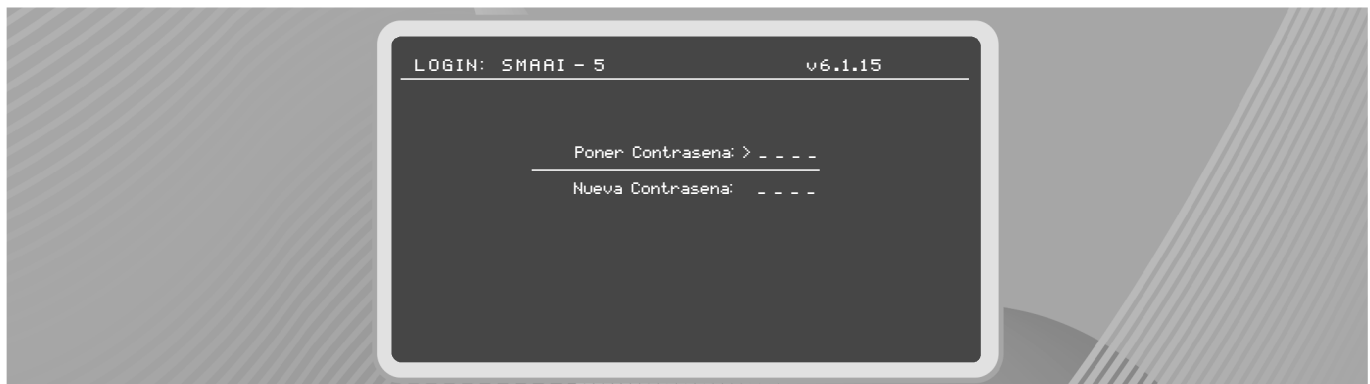 LOGIN: SMAAI - 5 v6.1.15
Poner Contrasena: > _ _ _ _
Nueva Contrasena: _ _ _ _